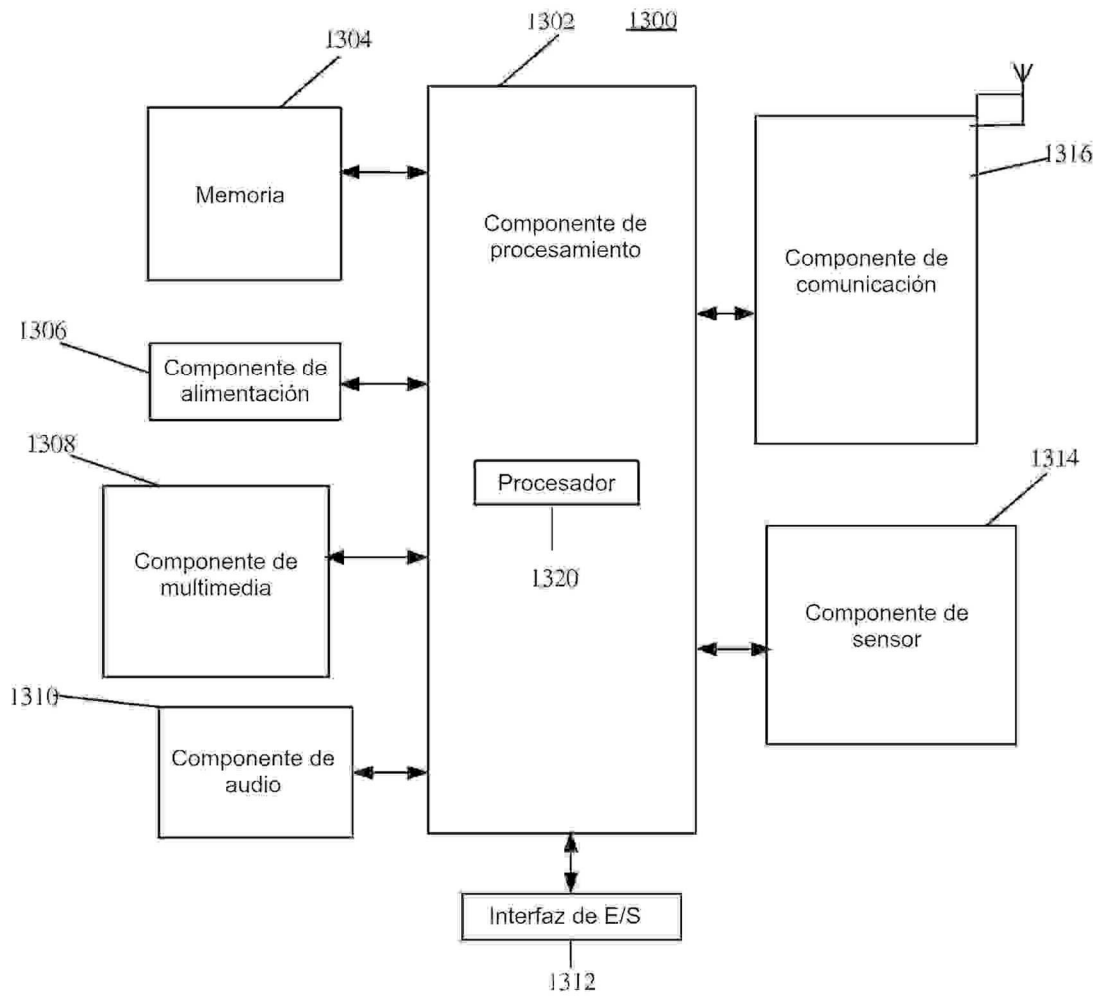 1302
1300
1304
Memoria
Componente de
procesamiento
1316
Componente de
comunicación
1306
Componente de
alimentación
1308
Componente de
multimedia
Procesador
1320
1314
Componente de
sensor
1310
Componente de
audio
Interfaz de E/S
1312